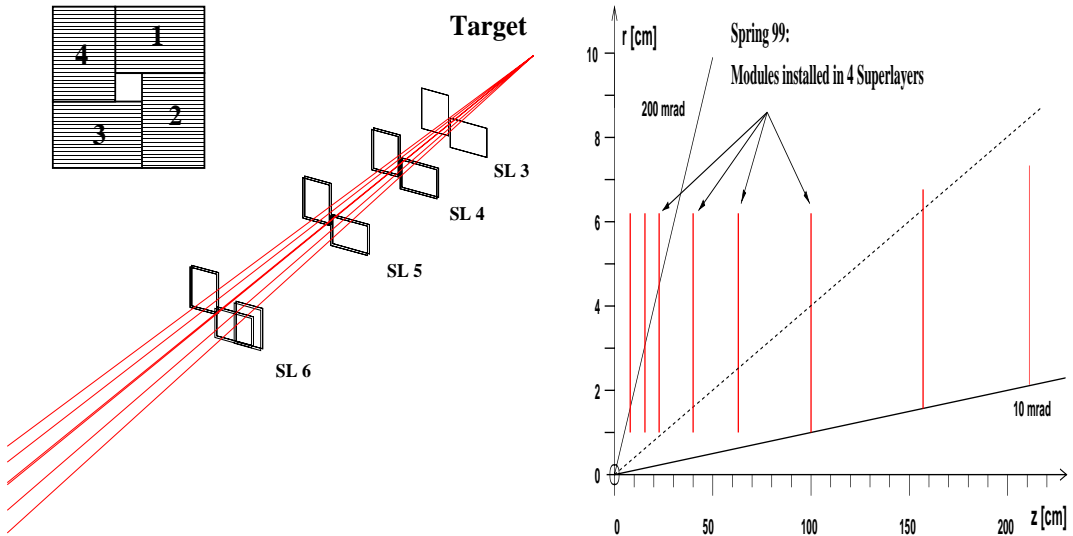 Target
4
1
2
3
SL 3
SL 4
SL 5
SL 6
r [cm]
Spring 99:
Modules installed in 4 Superlayers
200 mrad
10 mrad
10
8
6
4
2
0
0
50
100
150
200
z [cm]